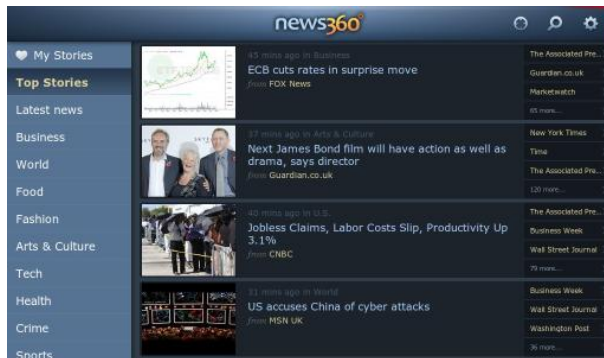 news360
My Stories
Top Stories
Latest news
Business
World
Food
Fashion
Arts & Culture
Tech
Health
Crime
Sports
45 mins ago in Business
ECB cuts rates in surprise move
from FOX News
The Associated Pre...
Guardian.co.uk
Marketwatch
65 more...
37 mins ago in Arts & Culture
Next James Bond film will have action as well as
drama, says director
from Guardian.co.uk
New York Times
Time
The Associated Pre...
120 more...
40 mins ago in U.S.
Jobless Claims, Labor Costs Slip, Productivity Up
3.1%
from CNBC
The Associated Pre...
Business Week
Wall Street Journal
79 more...
31 mins ago in World
US accuses China of cyber attacks
from MSN UK
Business Week
Wall Street Journal
Washington Post
36 more...